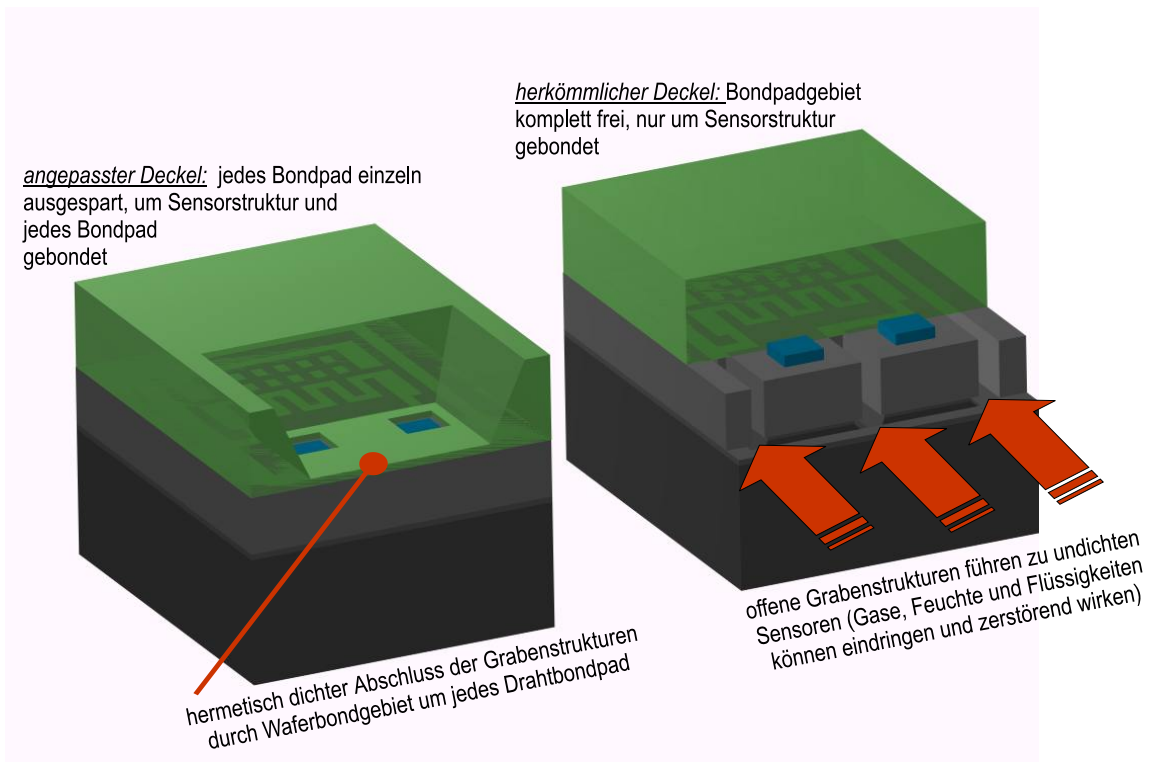 herkömmlicher Deckel: Bondpadgebiet
komplett frei, nur um Sensorstruktur
gebondet
angepasster Deckel: jedes Bondpad einzeln
ausgespart, um Sensorstruktur und
jedes Bondpad
gebondet
offene Grabenstrukturen führen zu undichten
Sensoren (Gase, Feuchte und Flüssigkeiten
können eindringen und zerstörend wirken)
hermetisch dichter Abschluss der Grabenstrukturen
durch Waferbondgebiet um jedes Drahtbondpad